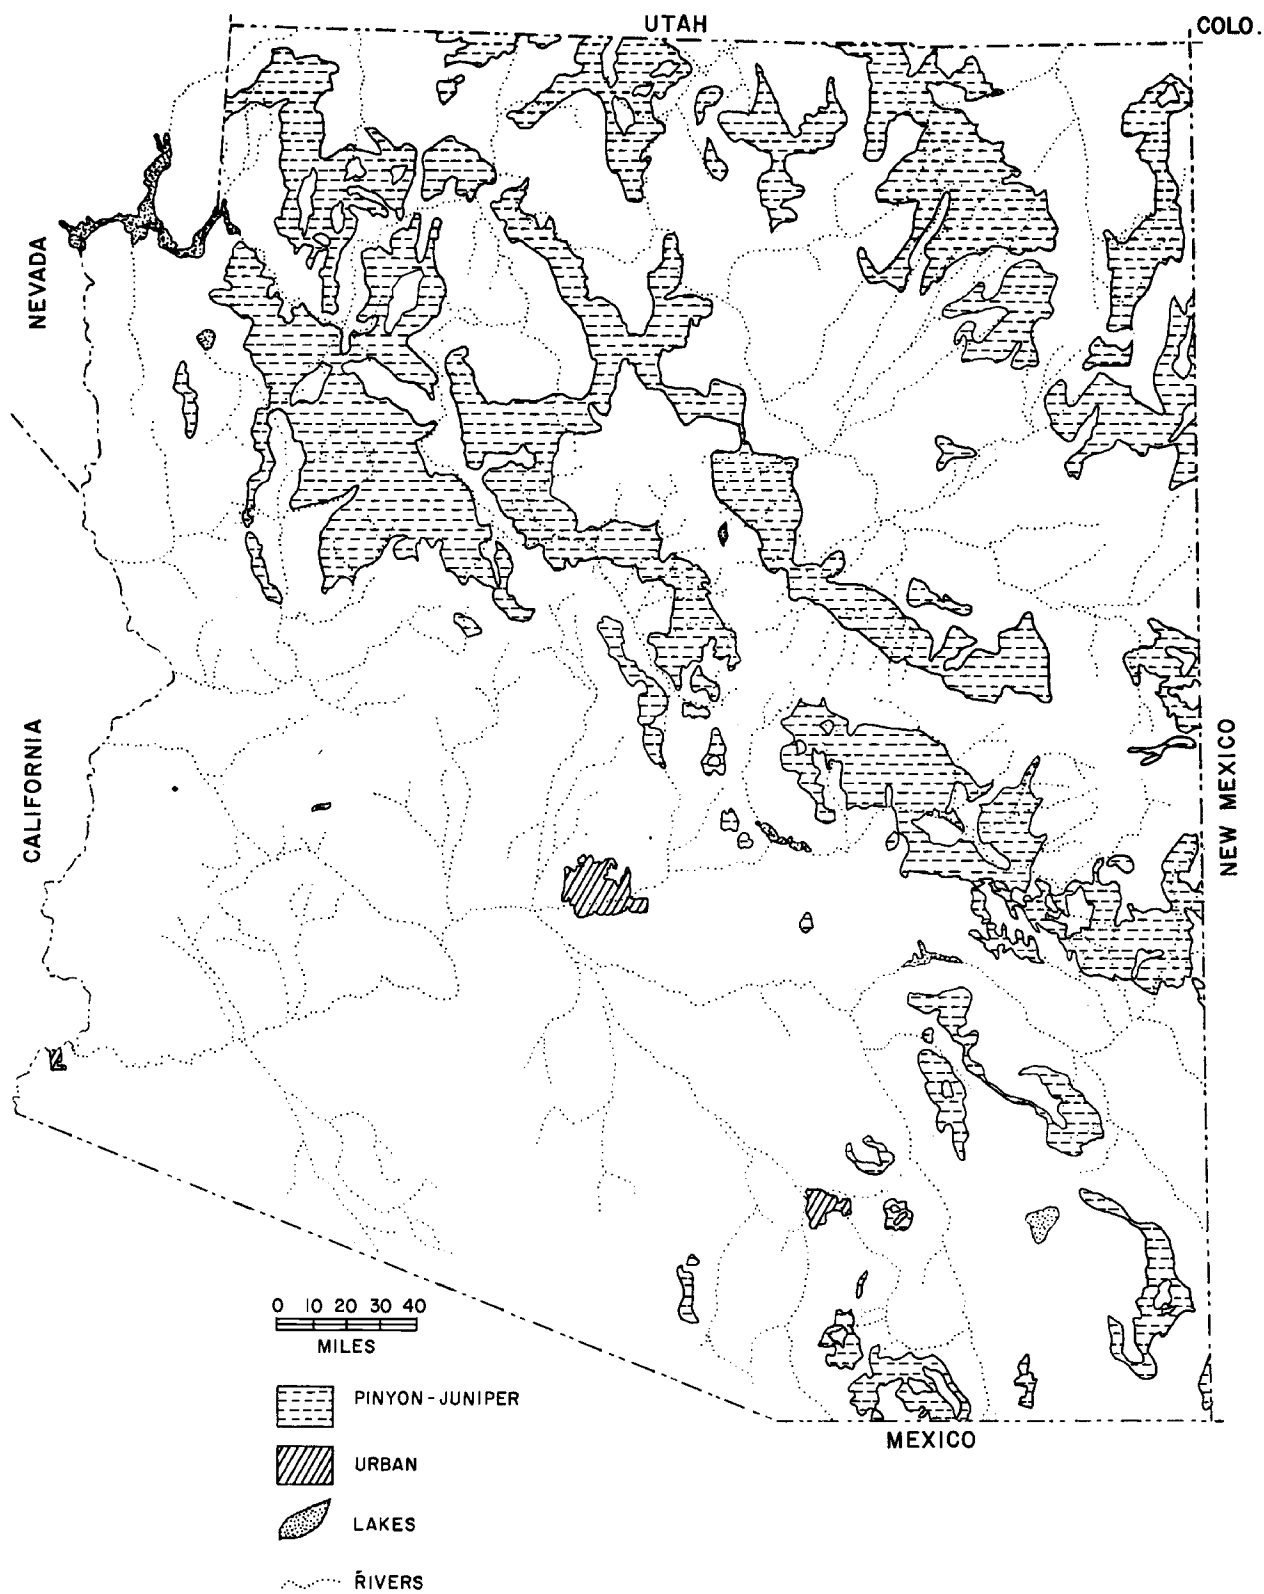 UTAH
COLO.
NEVADA
CALIFORNIA
NEW MEXICO
0 10 20 30 40
MILES
PINYON-JUNIPER
MEXICO
URBAN
LAKES
RIVERS